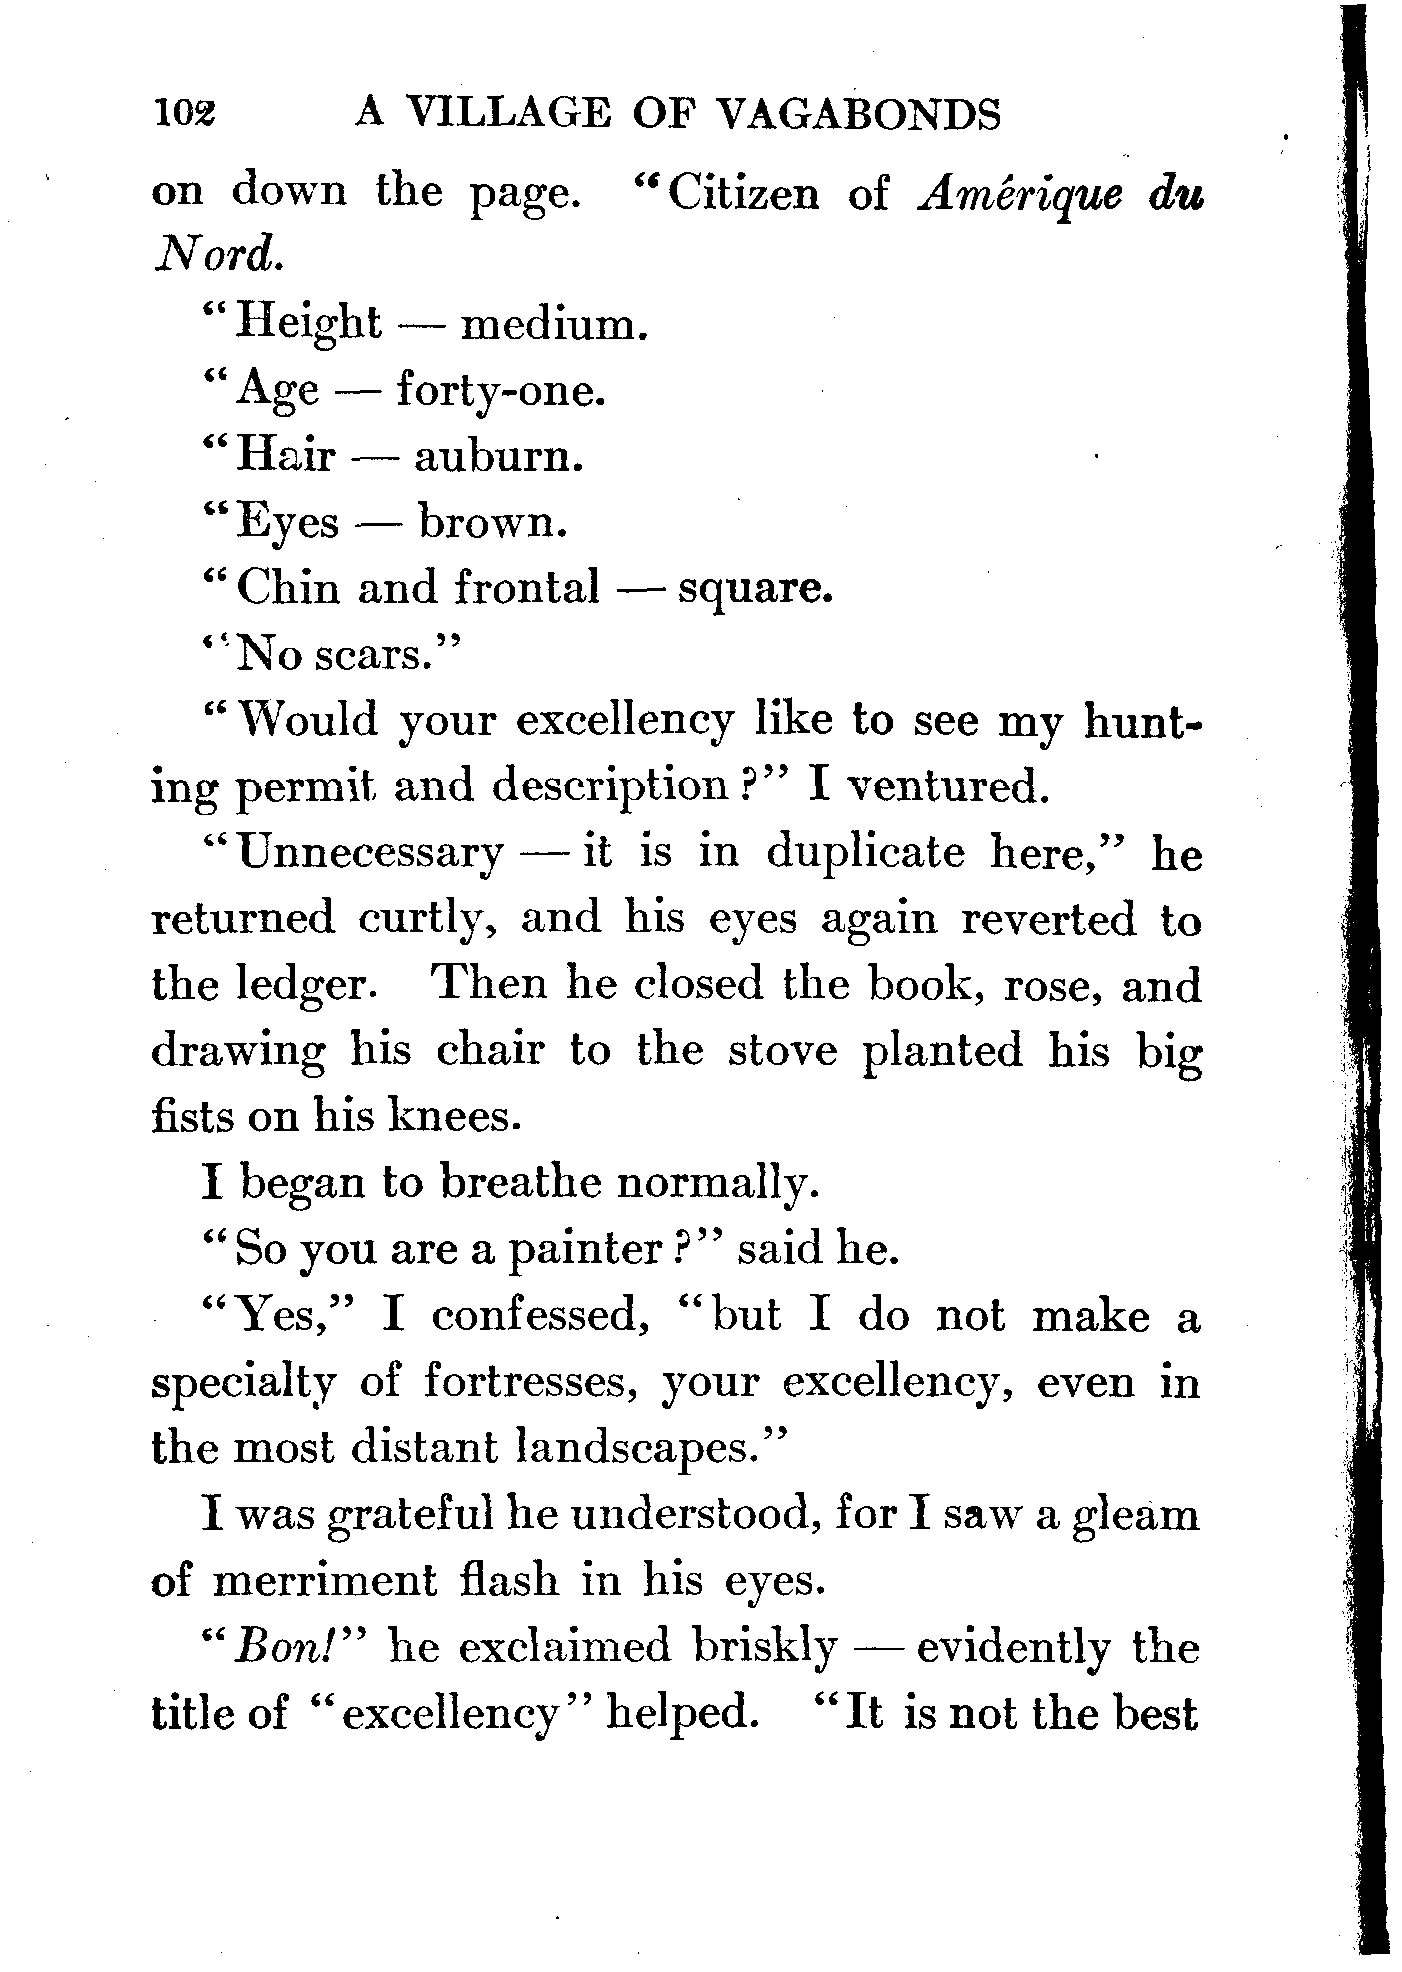 102 A VILLAGE OF VAGABONDS
on down the page. “Citizen of Amérique du
Nord.
“Height — medium.
“Age — forty-one.
“Hair — auburn.
“Eyes — brown.
“Chin and frontal — square.
“No scars.”
“Would your excellency like to see my hunt-
ing permit and description?” I ventured.
“Unnecessary — it is in duplicate here,” he
returned curtly, and his eyes again reverted to
the ledger. Then he closed the book, rose, and
drawing his chair to the stove planted his big
fists on his knees.
I began to breathe normally.
“So you are a painter?” said he.
“Yes,” I confessed, “but I do not make a
specialty of fortresses, your excellency, even in
the most distant landscapes.”
I was grateful he understood, for I saw a gleam
of merriment flash in his eyes.
“Bon!” he exclaimed briskly — evidently the
title of “excellency” helped. “It is not the best